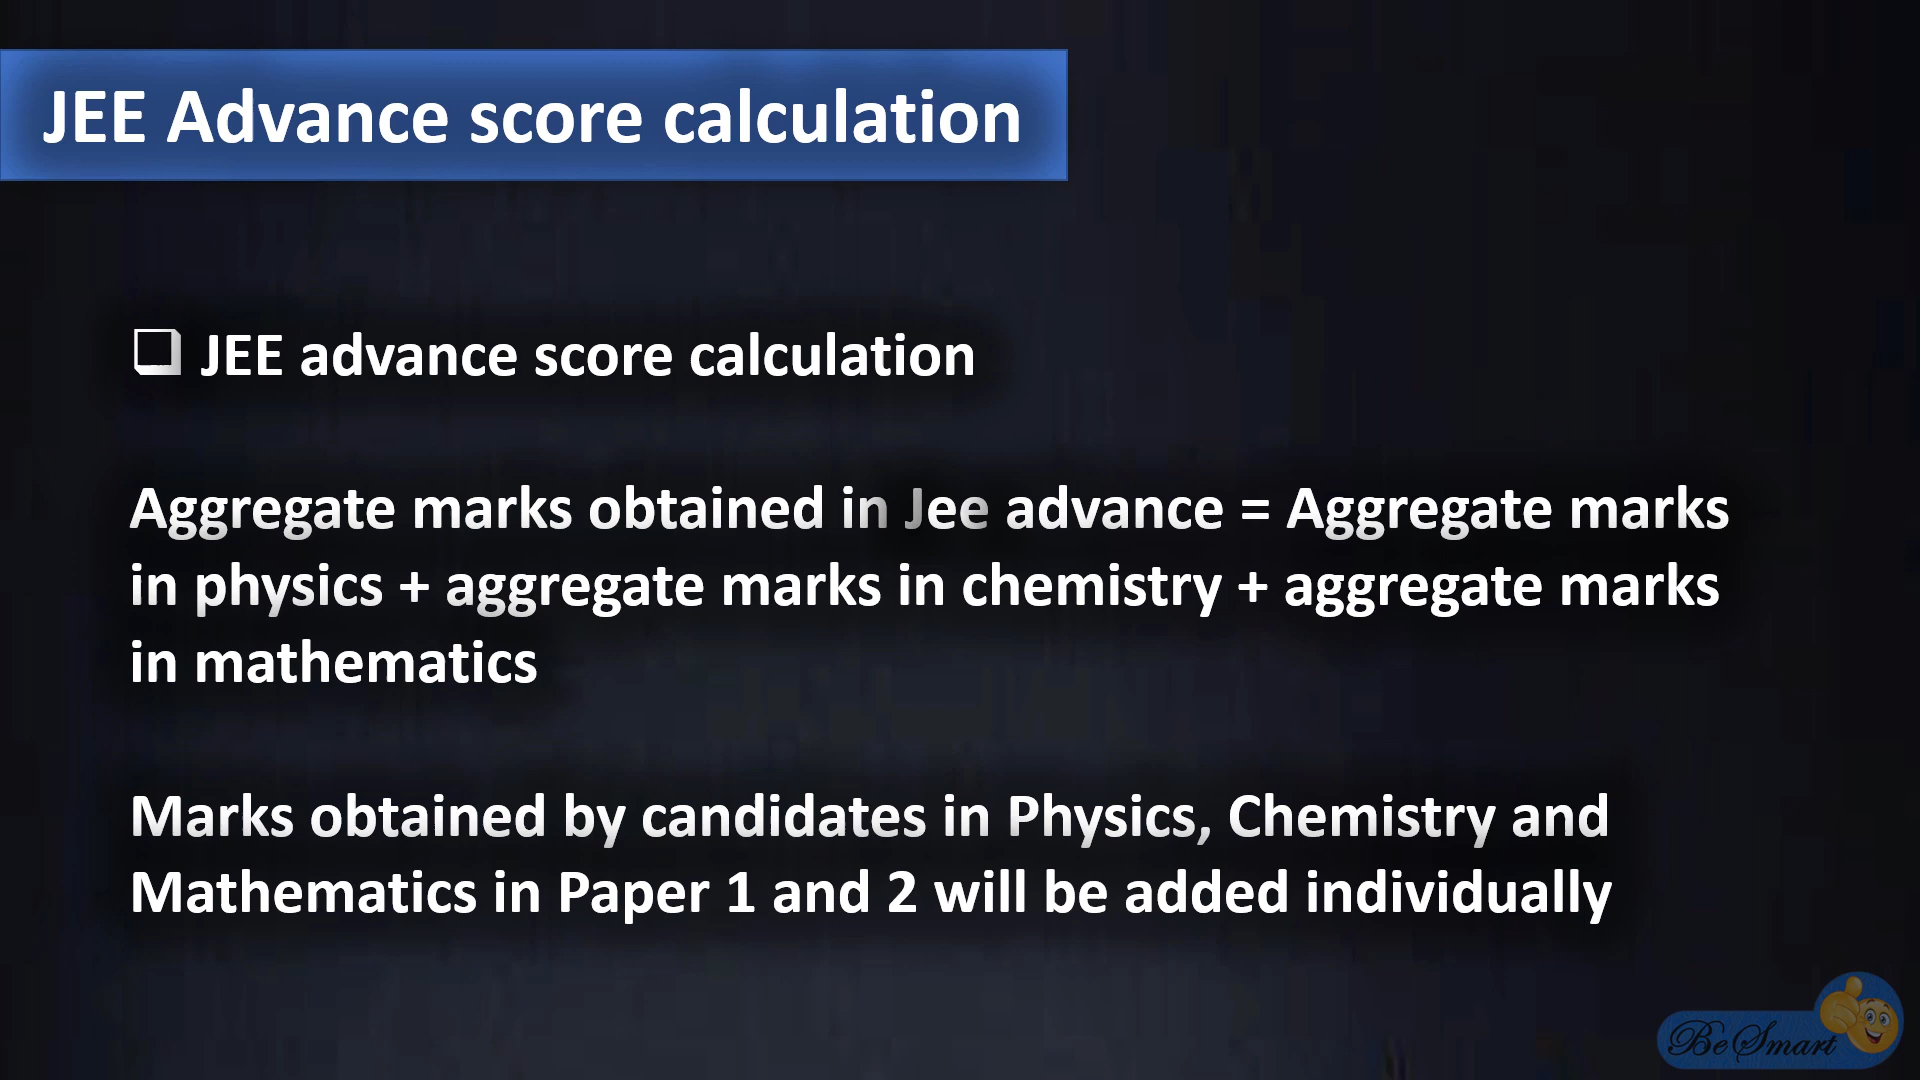 JEE Advance score calculation
JEE advance score calculation
Aggregate marks obtained in Jee advance = Aggregate marks
in physics + aggregate marks in chemistry + aggregate marks
in mathematics
Marks obtained by candidates in Physics, Chemistry and
Mathematics in Paper 1 and 2 will be added individually
Be Smart